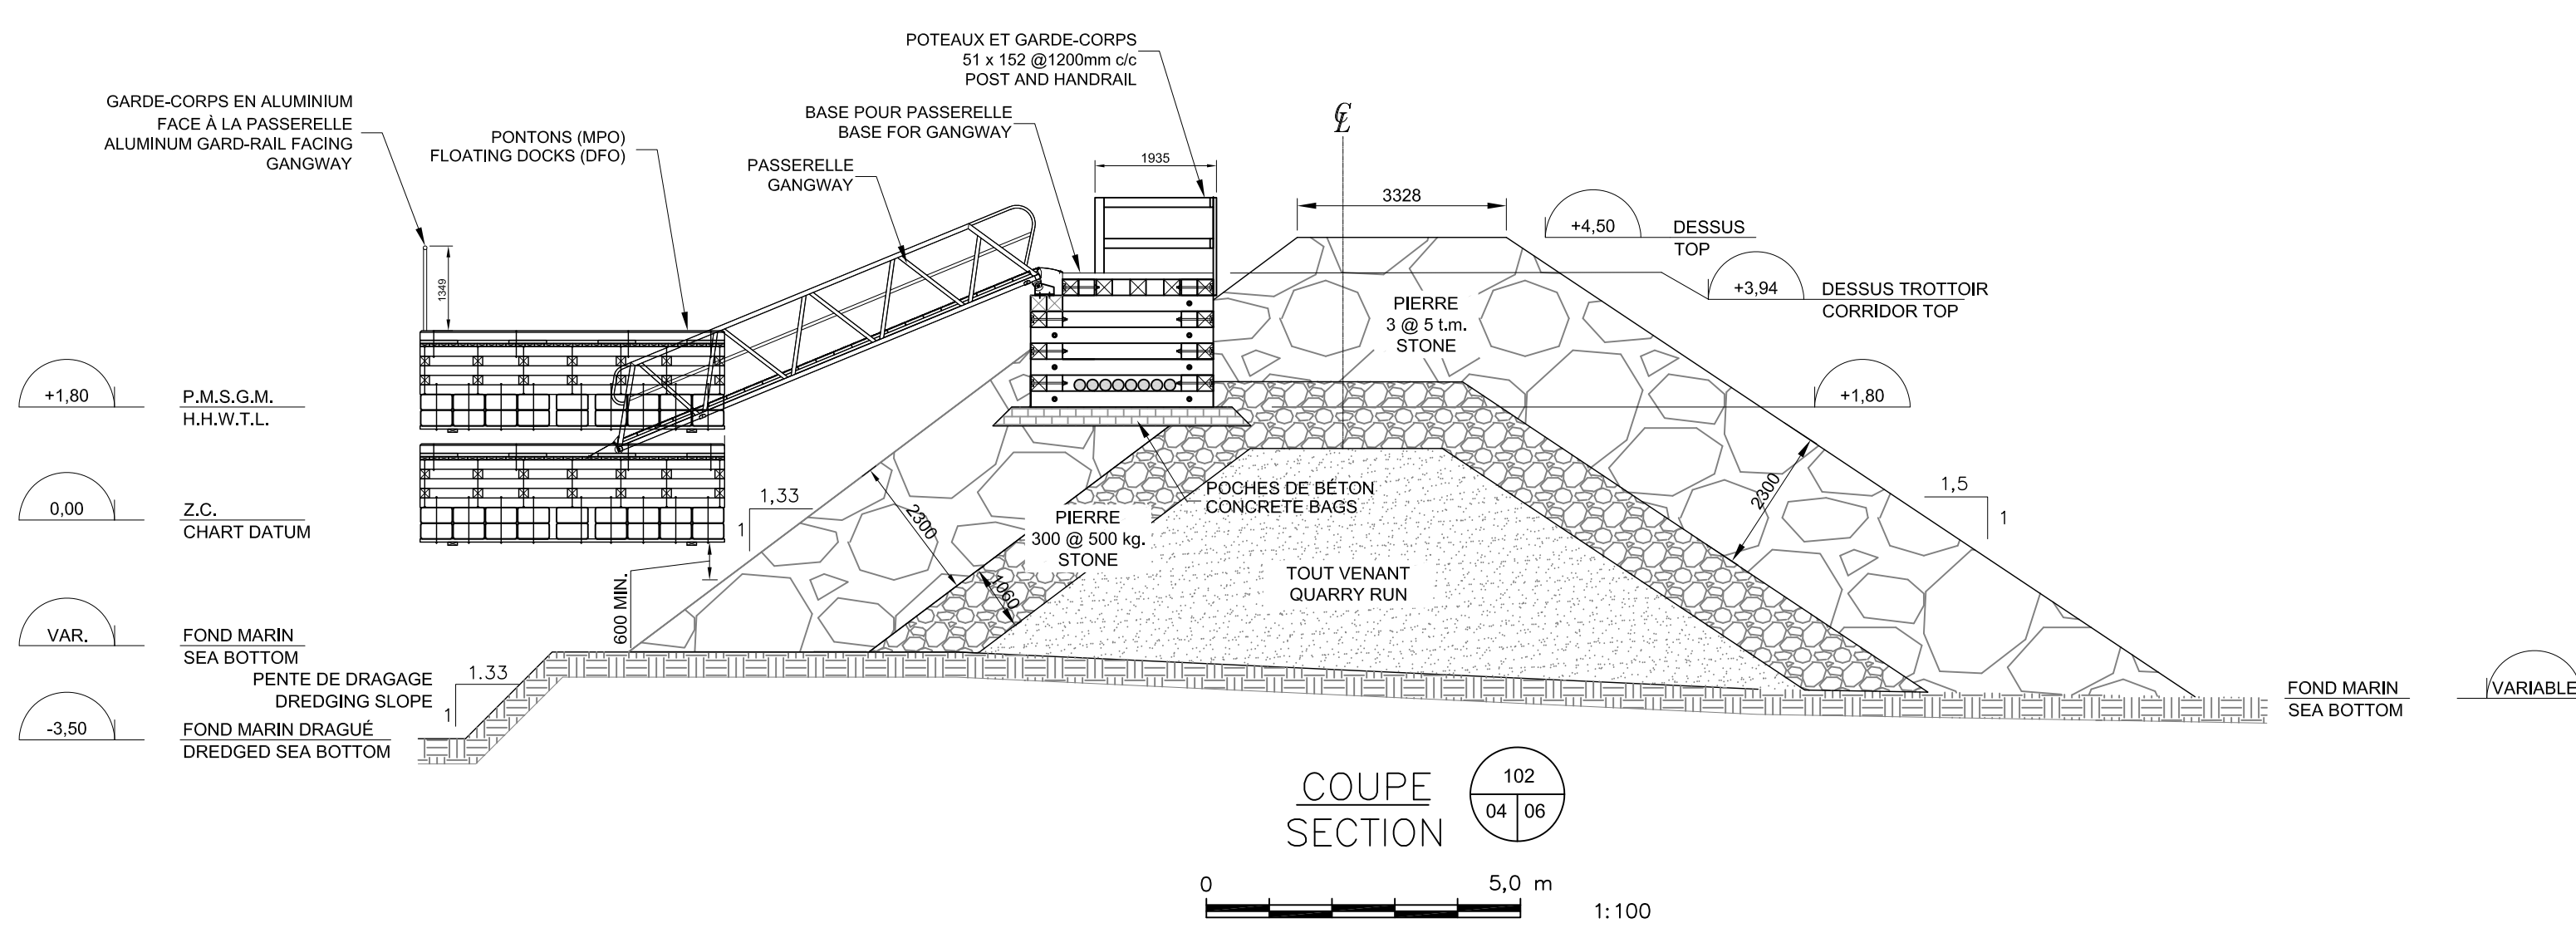 POTEAUX ET GARDE-CORPS
51 x 152 @1200mm c/c
POST AND HANDRAIL
GARDE-CORPS EN ALUMINIUM
FACE À LA PASSERELLE
ALUMINUM GARD-RAIL FACING
GANGWAY
PONTONS (MPO)
FLOATING DOCKS (DFO)
BASE POUR PASSERELLE
BASE FOR GANGWAY
PASSERELLE
GANGWAY
1935
℄
3328
+4,50
DESSUS
TOP
+3,94
DESSUS TROTTOIR
CORRIDOR TOP
1349
PIERRE
3 @ 5 t.m.
STONE
+1,80
P.M.S.G.M.
H.H.W.T.L.
+1,80
0,00
Z.C.
CHART DATUM
1,33
1
2300
POCHES DE BÉTON
CONCRETE BAGS
PIERRE
300 @ 500 kg.
STONE
1060
2300
1,5
1
TOUT VENANT
QUARRY RUN
600 MIN.
VAR.
FOND MARIN
SEA BOTTOM
PENTE DE DRAGAGE
DREDGING SLOPE
1.33
1
-3,50
FOND MARIN DRAGUÉ
DREDGED SEA BOTTOM
FOND MARIN
SEA BOTTOM
VARIABLE
COUPE
SECTION
102
04 06
0 5,0 m
1:100